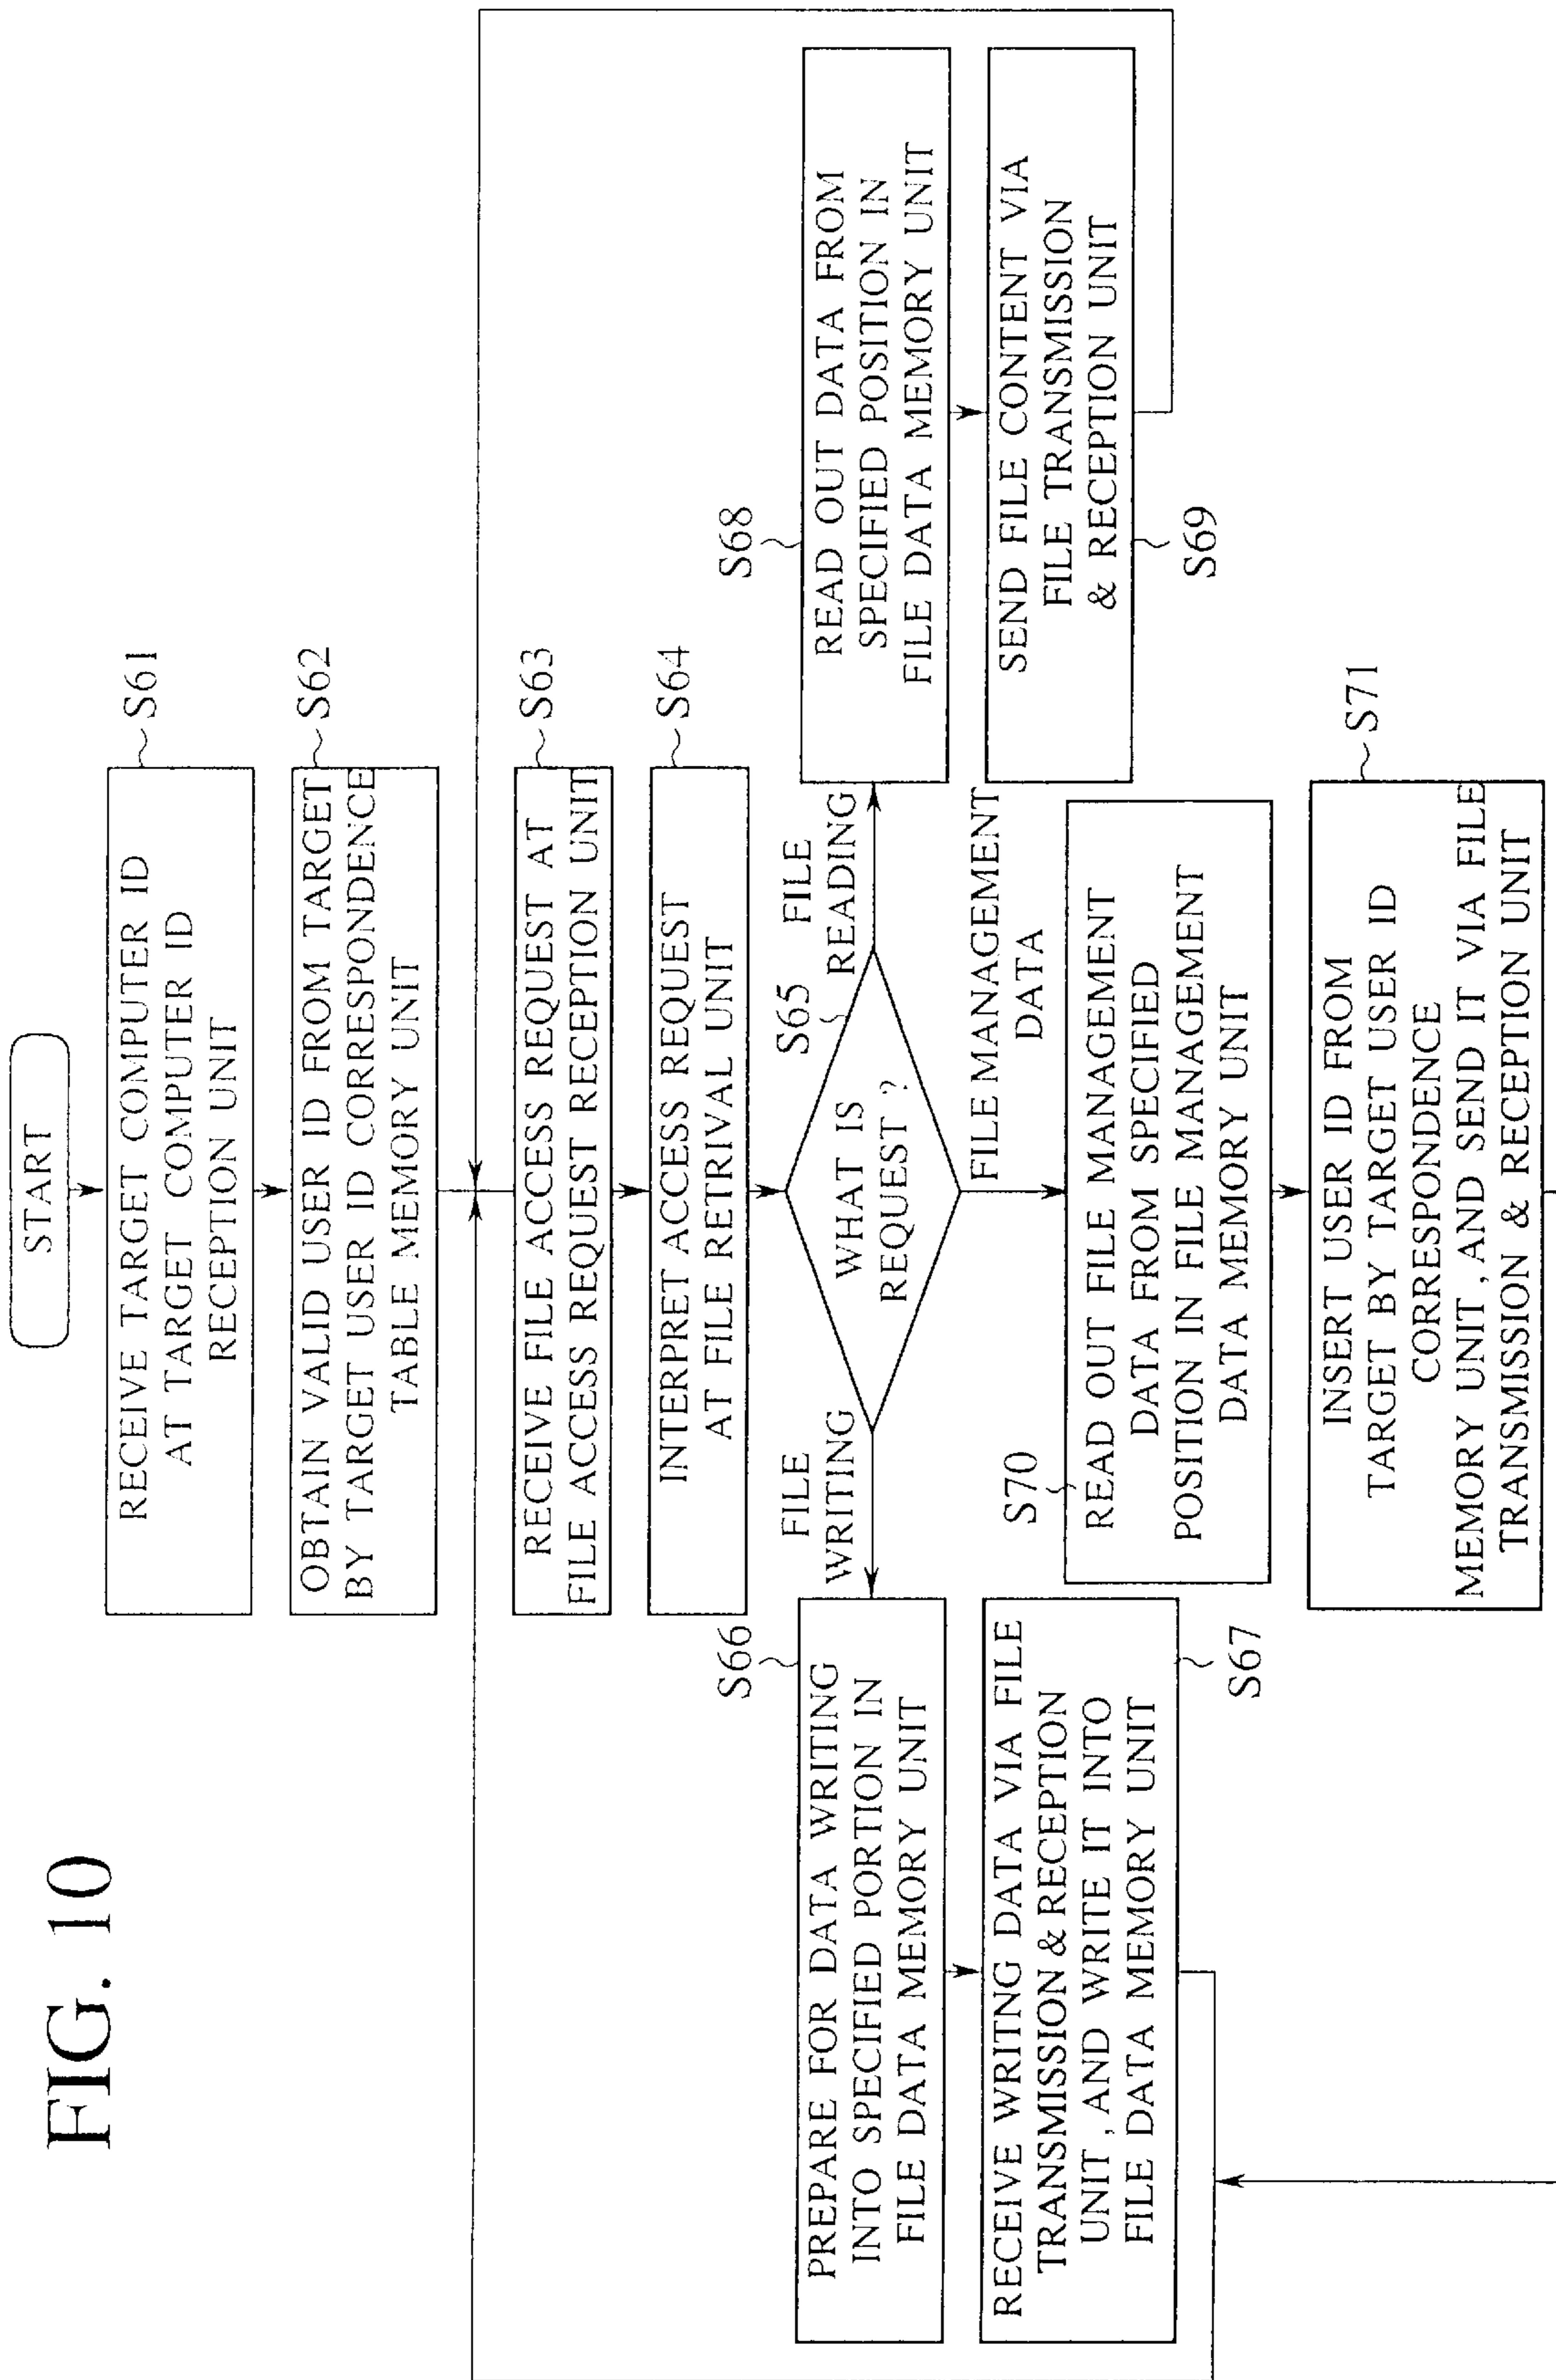 FIG. 10
START
RECEIVE TARGET COMPUTER ID
AT TARGET COMPUTER ID
RECEPTION UNIT
S61
OBTAIN VALID USER ID FROM TARGET
BY TARGET USER ID CORRESPONDENCE
TABLE MEMORY UNIT
S62
RECEIVE FILE ACCESS REQUEST AT
FILE ACCESS REQUEST RECEPTION UNIT
S63
INTERPRET ACCESS REQUEST
AT FILE RETRIVAL UNIT
S64
WHAT IS
REQUEST ?
S65
FILE
WRITING
FILE
READING
FILE MANAGEMENT
DATA
S66
PREPARE FOR DATA WRITING
INTO SPECIFIED PORTION IN
FILE DATA MEMORY UNIT
RECEIVE WRITNG DATA VIA FILE
TRANSMISSION & RECEPTION
UNIT , AND WRITE IT INTO
FILE DATA MEMORY UNIT
S67
S68
READ OUT DATA FROM
SPECIFIED POSITION IN
FILE DATA MEMORY UNIT
SEND FILE CONTENT VIA
FILE TRANSMISSION
& RECEPTION UNIT
S69
S70
READ OUT FILE MANAGEMENT
DATA FROM SPECIFIED
POSITION IN FILE MANAGEMENT
DATA MEMORY UNIT
S71
INSERT USER ID FROM
TARGET BY TARGET USER ID
CORRESPONDENCE
MEMORY UNIT , AND SEND IT VIA FILE
TRANSMISSION & RECEPTION UNIT